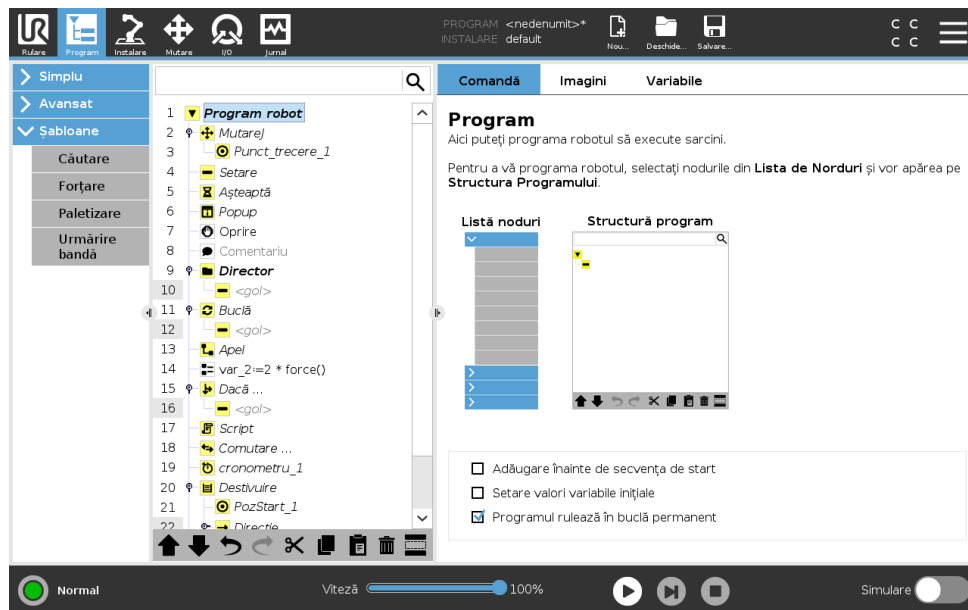 PROGRAM <nedenumit>*
INSTALARE default
Rulare
Program
Instalare
Mutare
I/O
Jurnal
Nou...
Deschide...
Salvare...
C C
C C
Simplu
Avansat
Șabloane
Căutare
Forțare
Paletizare
Urmărire
bandă
1 Program robot
2 MutareJ
3 Punct_trecere_1
4 Setare
5 Așteaptă
6 Popup
7 Oprire
8 Comentariu
9 Director
10 <gol>
11 Buclă
12 <gol>
13 Apel
14 var_2:=2 * force()
15 Dacă ...
16 <gol>
17 Script
18 Comutare ...
19 cronometru_1
20 Destivuire
21 PozStart_1
22 Direcție
Comandă
Imagini
Variabile
Program
Aici puteți programa robotul să execute sarcini.
Pentru a vă programa robotul, selectați nodurile din Lista de Norduri și vor apărea pe
Structura Programului.
Listă noduri
Structură program
Adăugare înainte de secvența de start
Setare valori variabile inițiale
Programul rulează în buclă permanent
Normal
Viteză
100%
Simulare